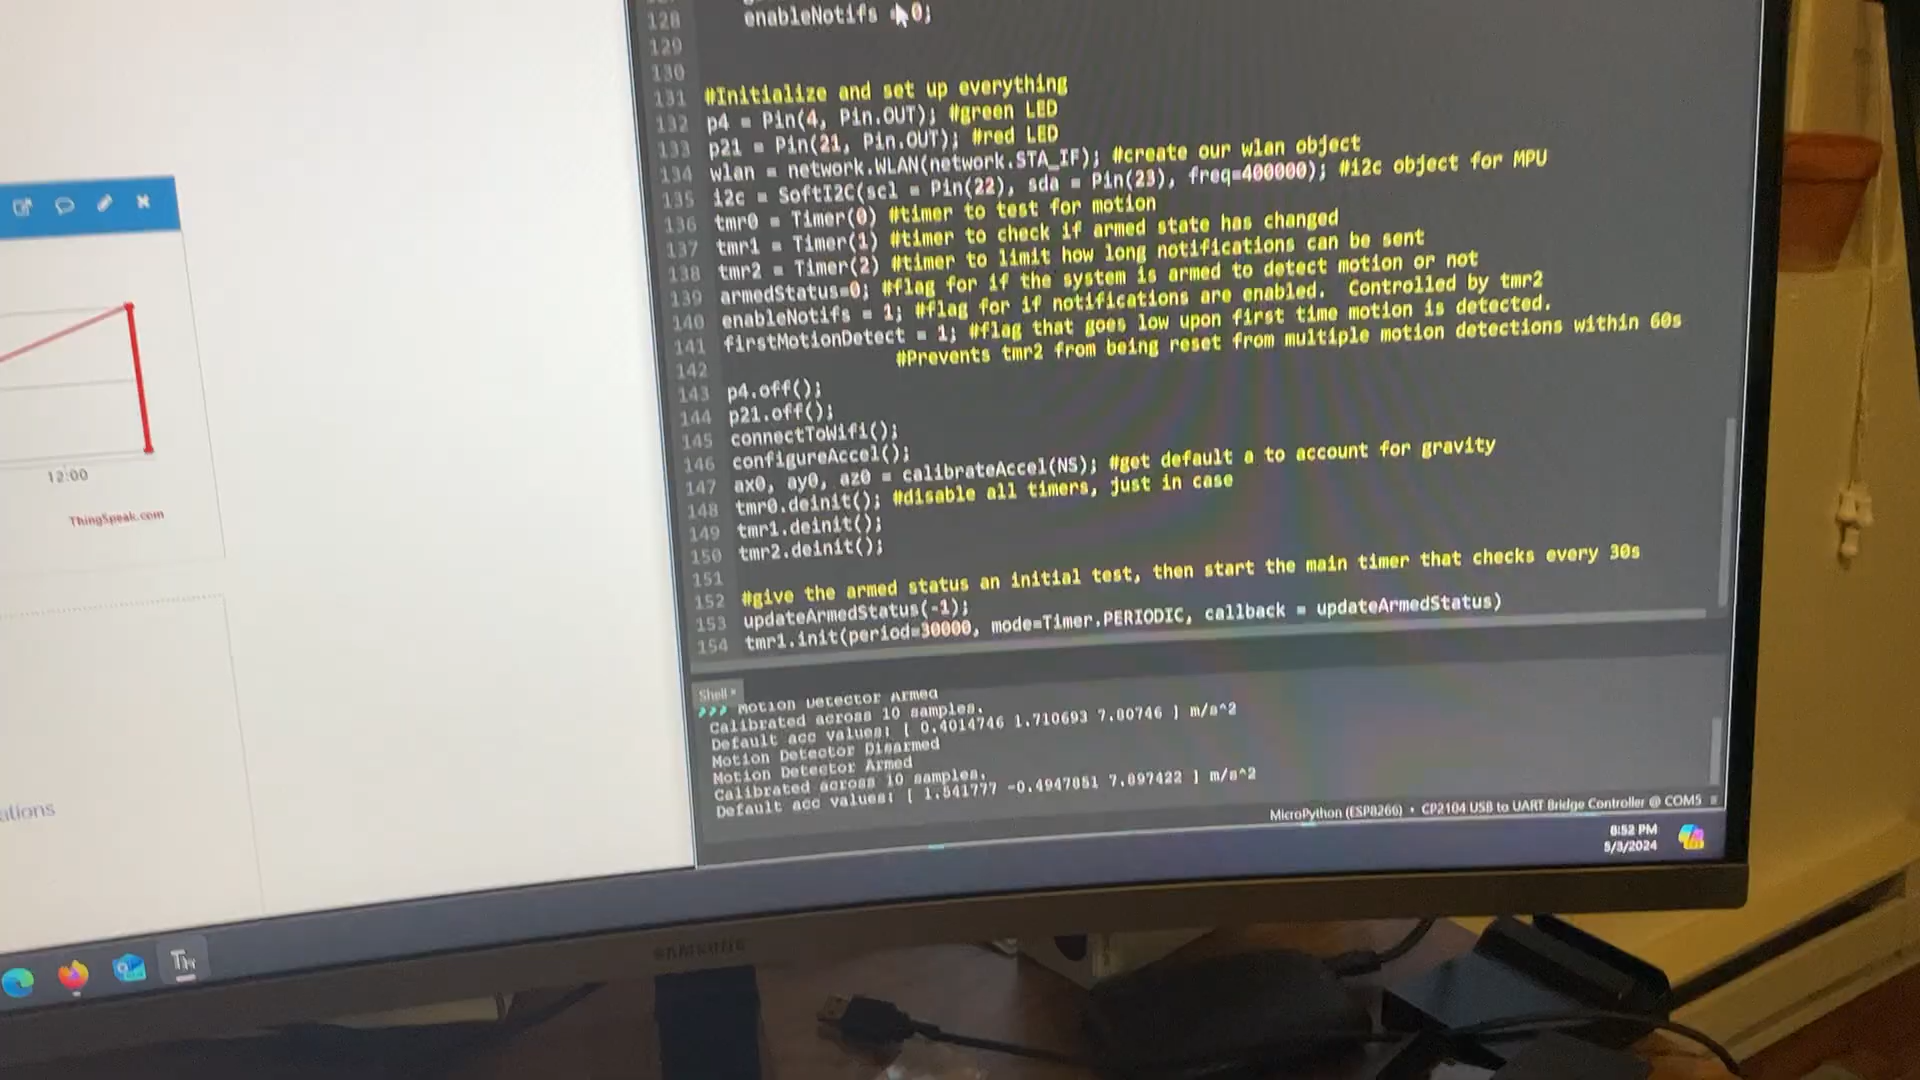 128 enableNotifs = 0;
129
130
131 #Initialize and set up everything
132 p4 = Pin(4, Pin.OUT); #green LED
133 p21 = Pin(21, Pin.OUT); #red LED
134 wlan = network.WLAN(network.STA_IF); #create our wlan object
135 i2c = SoftI2C(scl = Pin(22), sda = Pin(23), freq=400000); #i2c object for MPU
136 tmr0 = Timer(0) #timer to test for motion
137 tmr1 = Timer(1) #timer to check if armed state has changed
138 tmr2 = Timer(2) #timer to limit how long notifications can be sent
139 armedStatus=0; #flag for if the system is armed to detect motion or not
140 enableNotifs = 1; #flag for if notifications are enabled. Controlled by tmr2
141 firstMotionDetect = 1; #flag that goes low upon first time motion is detected.
142 #Prevents tmr2 from being reset from multiple motion detections within 60s
143 p4.off();
144 p21.off();
145 connectToWifi();
146 configureAccel();
147 ax0, ay0, az0 = calibrateAccel(NS); #get default a to account for gravity
148 tmr0.deinit(); #disable all timers, just in case
149 tmr1.deinit();
150 tmr2.deinit();
151
152 #give the armed status an initial test, then start the main timer that checks every 30s
153 updateArmedStatus(-1);
154 tmr1.init(period=30000, mode=Timer.PERIODIC, callback = updateArmedStatus)
Shell ×
>>> Motion Detector Armed
Calibrated across 10 samples.
Default acc values: [ 0.4014746 1.710693 7.80746 ] m/s^2
Motion Detector Disarmed
Motion Detector Armed
Calibrated across 10 samples.
Default acc values: [ 1.541777 -0.4947851 7.897422 ] m/s^2
MicroPython (ESP8266) • CP2104 USB to UART Bridge Controller @ COM5 ≡
6:52 PM
5/3/2024
12:00
ThingSpeak.com
ations
SAMSUNG